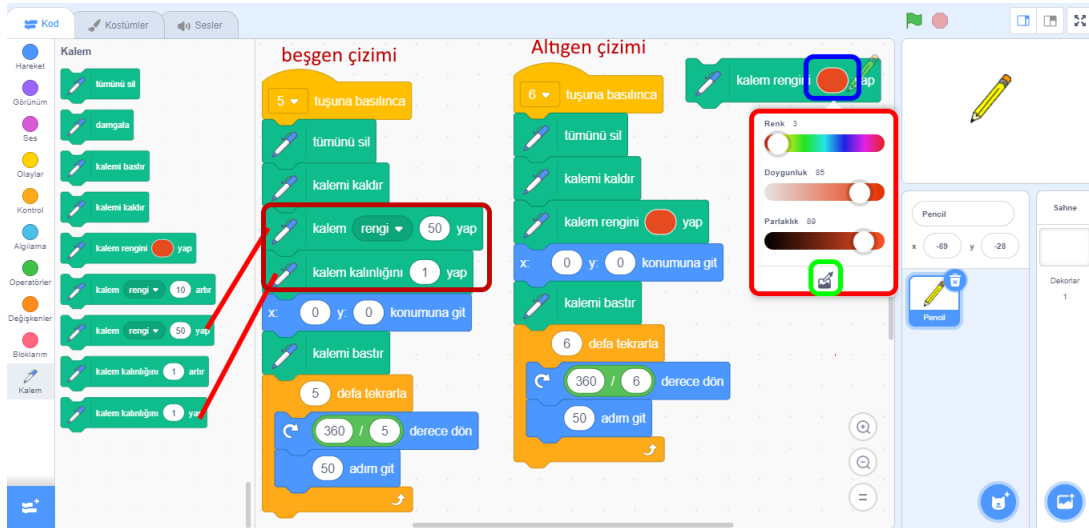 Kod
Kostümler
Sesler
Hareket
Görünüm
Ses
Olaylar
Kontrol
Algılama
Operatörler
Değişkenler
Bloklarım
Kalem
Kalem
tümünü sil
damgala
kalemi bastır
kalemi kaldır
kalem rengini yap
kalem rengi 10 artır
kalem rengi 50 yap
kalem kalınlığını 1 artır
kalem kalınlığını 1 yap
beşgen çizimi
5 tuşuna basılınca
tümünü sil
kalemi kaldır
kalem rengi 50 yap
kalem kalınlığını 1 yap
x: 0 y: 0 konumuna git
kalemi bastır
5 defa tekrarla
360 / 5 derece dön
50 adım git
Altıgen çizimi
6 tuşuna basılınca
tümünü sil
kalemi kaldır
kalem rengini yap
x: 0 y: 0 konumuna git
kalemi bastır
6 defa tekrarla
360 / 6 derece dön
50 adım git
kalem rengini yap
Renk 3
Doygunluk 85
Parlaklık 89
Pencil
x -69 y -28
Pencil
Sahne
Dekorlar
1